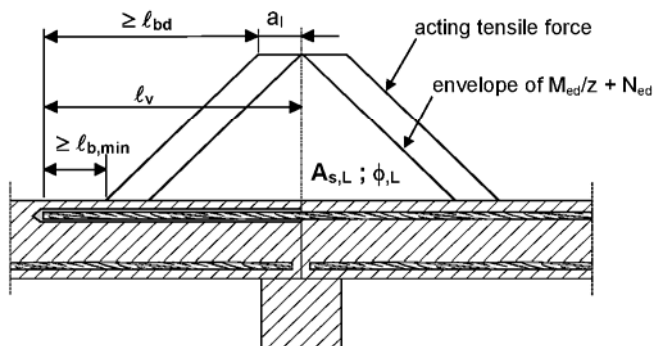 ≥ ℓbd
al
acting tensile force
envelope of Med/z + Ned
ℓv
≥ ℓb,min
As,L ; ϕ,L